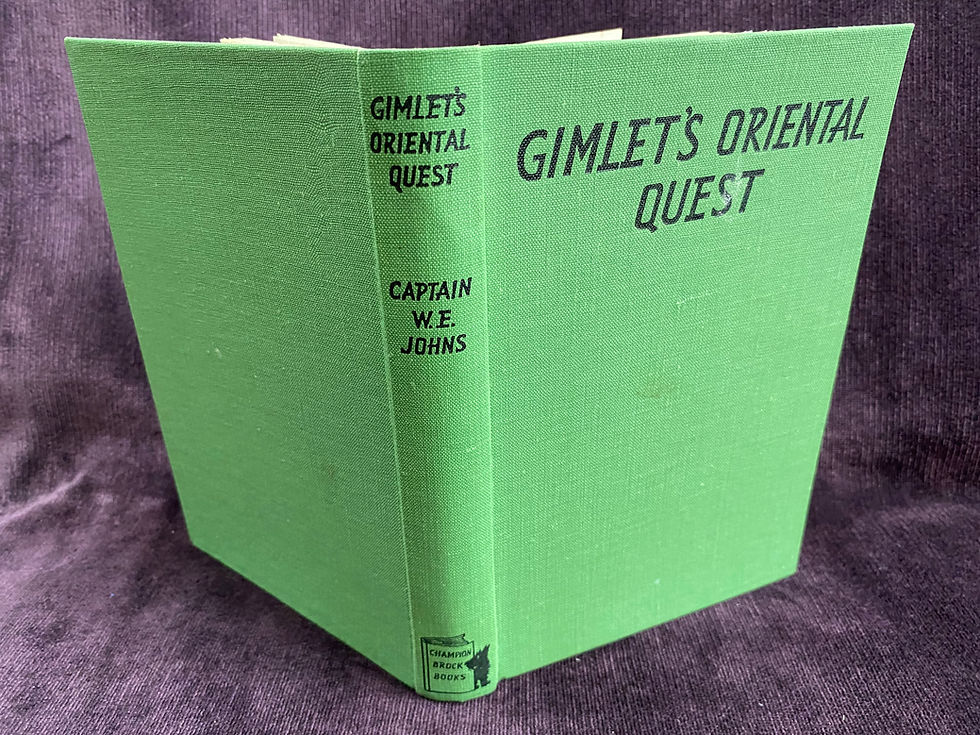 GIMLET'S
ORIENTAL
QUEST
CAPTAIN
W.E.
JOHNS
CHAMPION
BROCK
BOOKS
GIMLET'S ORIENTAL
QUEST